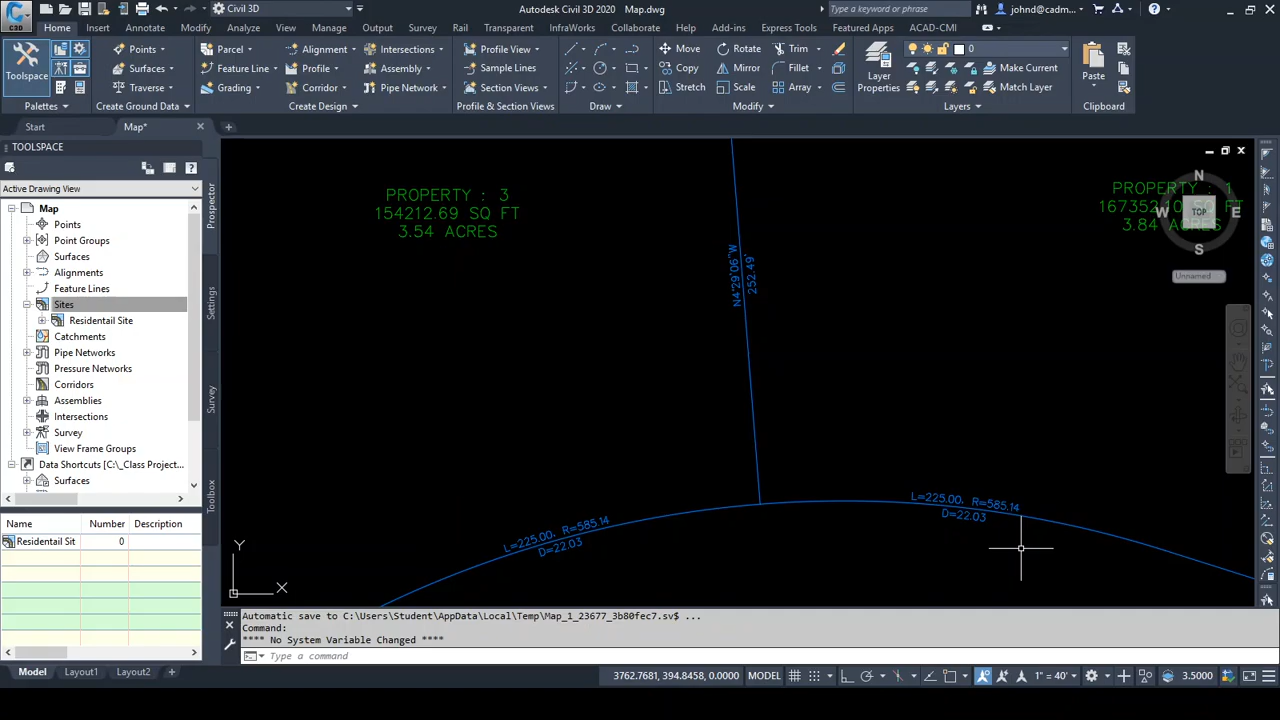 Civil 3D
Autodesk Civil 3D 2020 Map.dwg
Type a keyword or phrase
johnd@cadm...
C3D
Home Insert Annotate Modify Analyze View Manage Output Survey Rail Transparent InfraWorks Collaborate Help Add-ins Express Tools Featured Apps ACAD-CMI
Toolspace
Palettes
Points
Surfaces
Traverse
Create Ground Data
Parcel
Feature Line
Grading
Alignment
Profile
Corridor
Intersections
Assembly
Pipe Network
Create Design
Profile View
Sample Lines
Section Views
Profile & Section Views
Draw
Move Rotate Trim
Copy Mirror Fillet
Stretch Scale Array
Modify
Layer
Properties
0
Make Current
Match Layer
Layers
Paste
Clipboard
Start
Map*
TOOLSPACE
Active Drawing View
Map
Points
Point Groups
Surfaces
Alignments
Feature Lines
Sites
Residentail Site
Catchments
Pipe Networks
Pressure Networks
Corridors
Assemblies
Intersections
Survey
View Frame Groups
Data Shortcuts [C:\_Class Project...
Surfaces
Name Number Description
Residentail Sit 0
Prospector
Settings
Survey
Toolbox
PROPERTY : 3
154212.69 SQ FT
3.54 ACRES
PROPERTY : 1
167352.10 SQ FT
3.84 ACRES
N
W TOP E
S
Unnamed
N4°29'06"W
252.49'
L=225.00, R=585.14
D=22.03
L=225.00, R=585.14
D=22.03
Y
X
Automatic save to C:\Users\Student\AppData\Local\Temp\Map_1_23677_3b80fec7.sv$ ...
Command:
**** No System Variable Changed ****
Type a command
Model Layout1 Layout2
3762.7681, 394.8458, 0.0000 MODEL 1" = 40' 3.5000